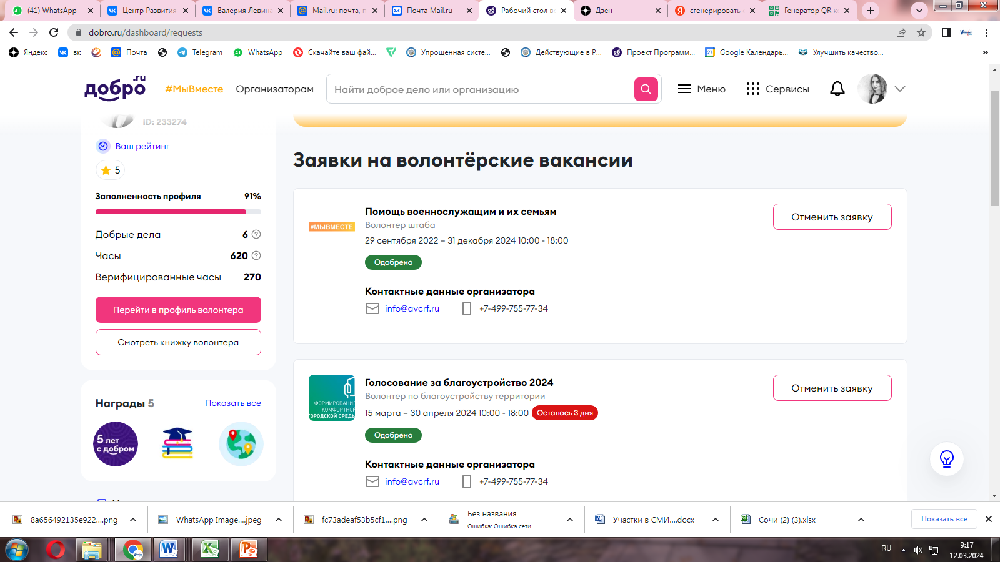 (41) WhatsApp
Центр Развития
Валерия Левина
Mail.ru: почта, п
Почта Mail.ru
Рабочий стол во
Дзен
сгенерировать
Генератор QR к
dobro.ru/dashboard/requests
Яндекс
вк
Почта
Telegram
WhatsApp
Скачайте ваш фай...
Упрощенная систе...
Действующие в Р...
Проект Программ...
Google Календарь...
Улучшить качество...
добро.ru
#МыВместе
Организаторам
Найти доброе дело или организацию
Меню
Сервисы
ID: 233274
Ваш рейтинг
5
Заполненность профиля 91%
Добрые дела 6
Часы 620
Верифицированные часы 270
Перейти в профиль волонтера
Смотреть книжку волонтера
Награды 5 Показать все
5 лет
с добром
Заявки на волонтёрские вакансии
#МЫВМЕСТЕ
Помощь военнослужащим и их семьям
Волонтер штаба
29 сентября 2022 – 31 декабря 2024 10:00 - 18:00
Одобрено
Отменить заявку
Контактные данные организатора
info@avcrf.ru +7-499-755-77-34
ФОРМИРОВАНИЕ
КОМФОРТНОЙ
ГОРОДСКОЙ СРЕДЫ
Голосование за благоустройство 2024
Волонтер по благоустройству территории
15 марта – 30 апреля 2024 10:00 - 18:00 Осталось 3 дня
Одобрено
Отменить заявку
Контактные данные организатора
info@avcrf.ru +7-499-755-77-34
8a656492135e922....png
WhatsApp Image....jpeg
fc73adeaf53b5cf1....png
Без названия
Ошибка: Ошибка сети.
Участки в СМИ....docx
Сочи (2) (3).xlsx
Показать все
RU
9:17
12.03.2024